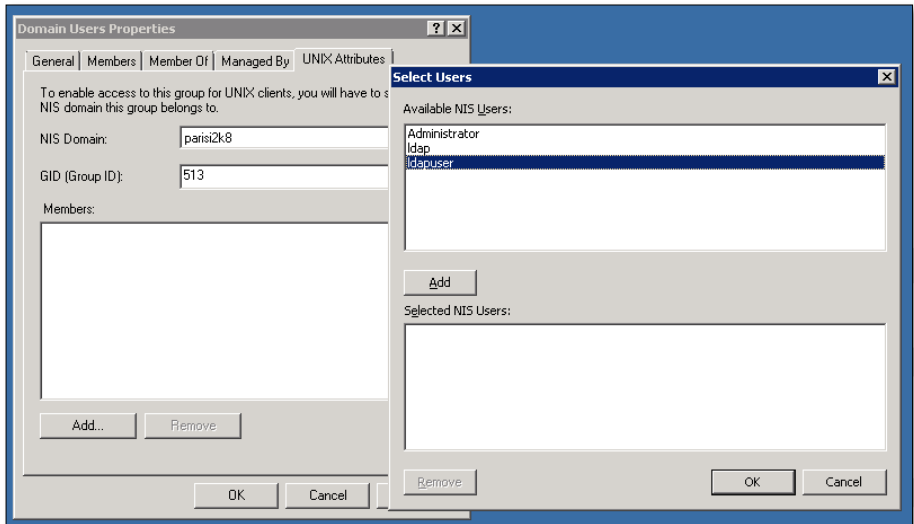 Domain Users Properties
General Members Member Of Managed By UNIX Attributes
To enable access to this group for UNIX clients, you will have to s
NIS domain this group belongs to.
NIS Domain: parisi2k8
GID (Group ID): 513
Members:
Add... Remove
OK Cancel
Select Users
Available NIS Users:
Administrator
ldap
ldapuser
Add
Selected NIS Users:
Remove OK Cancel